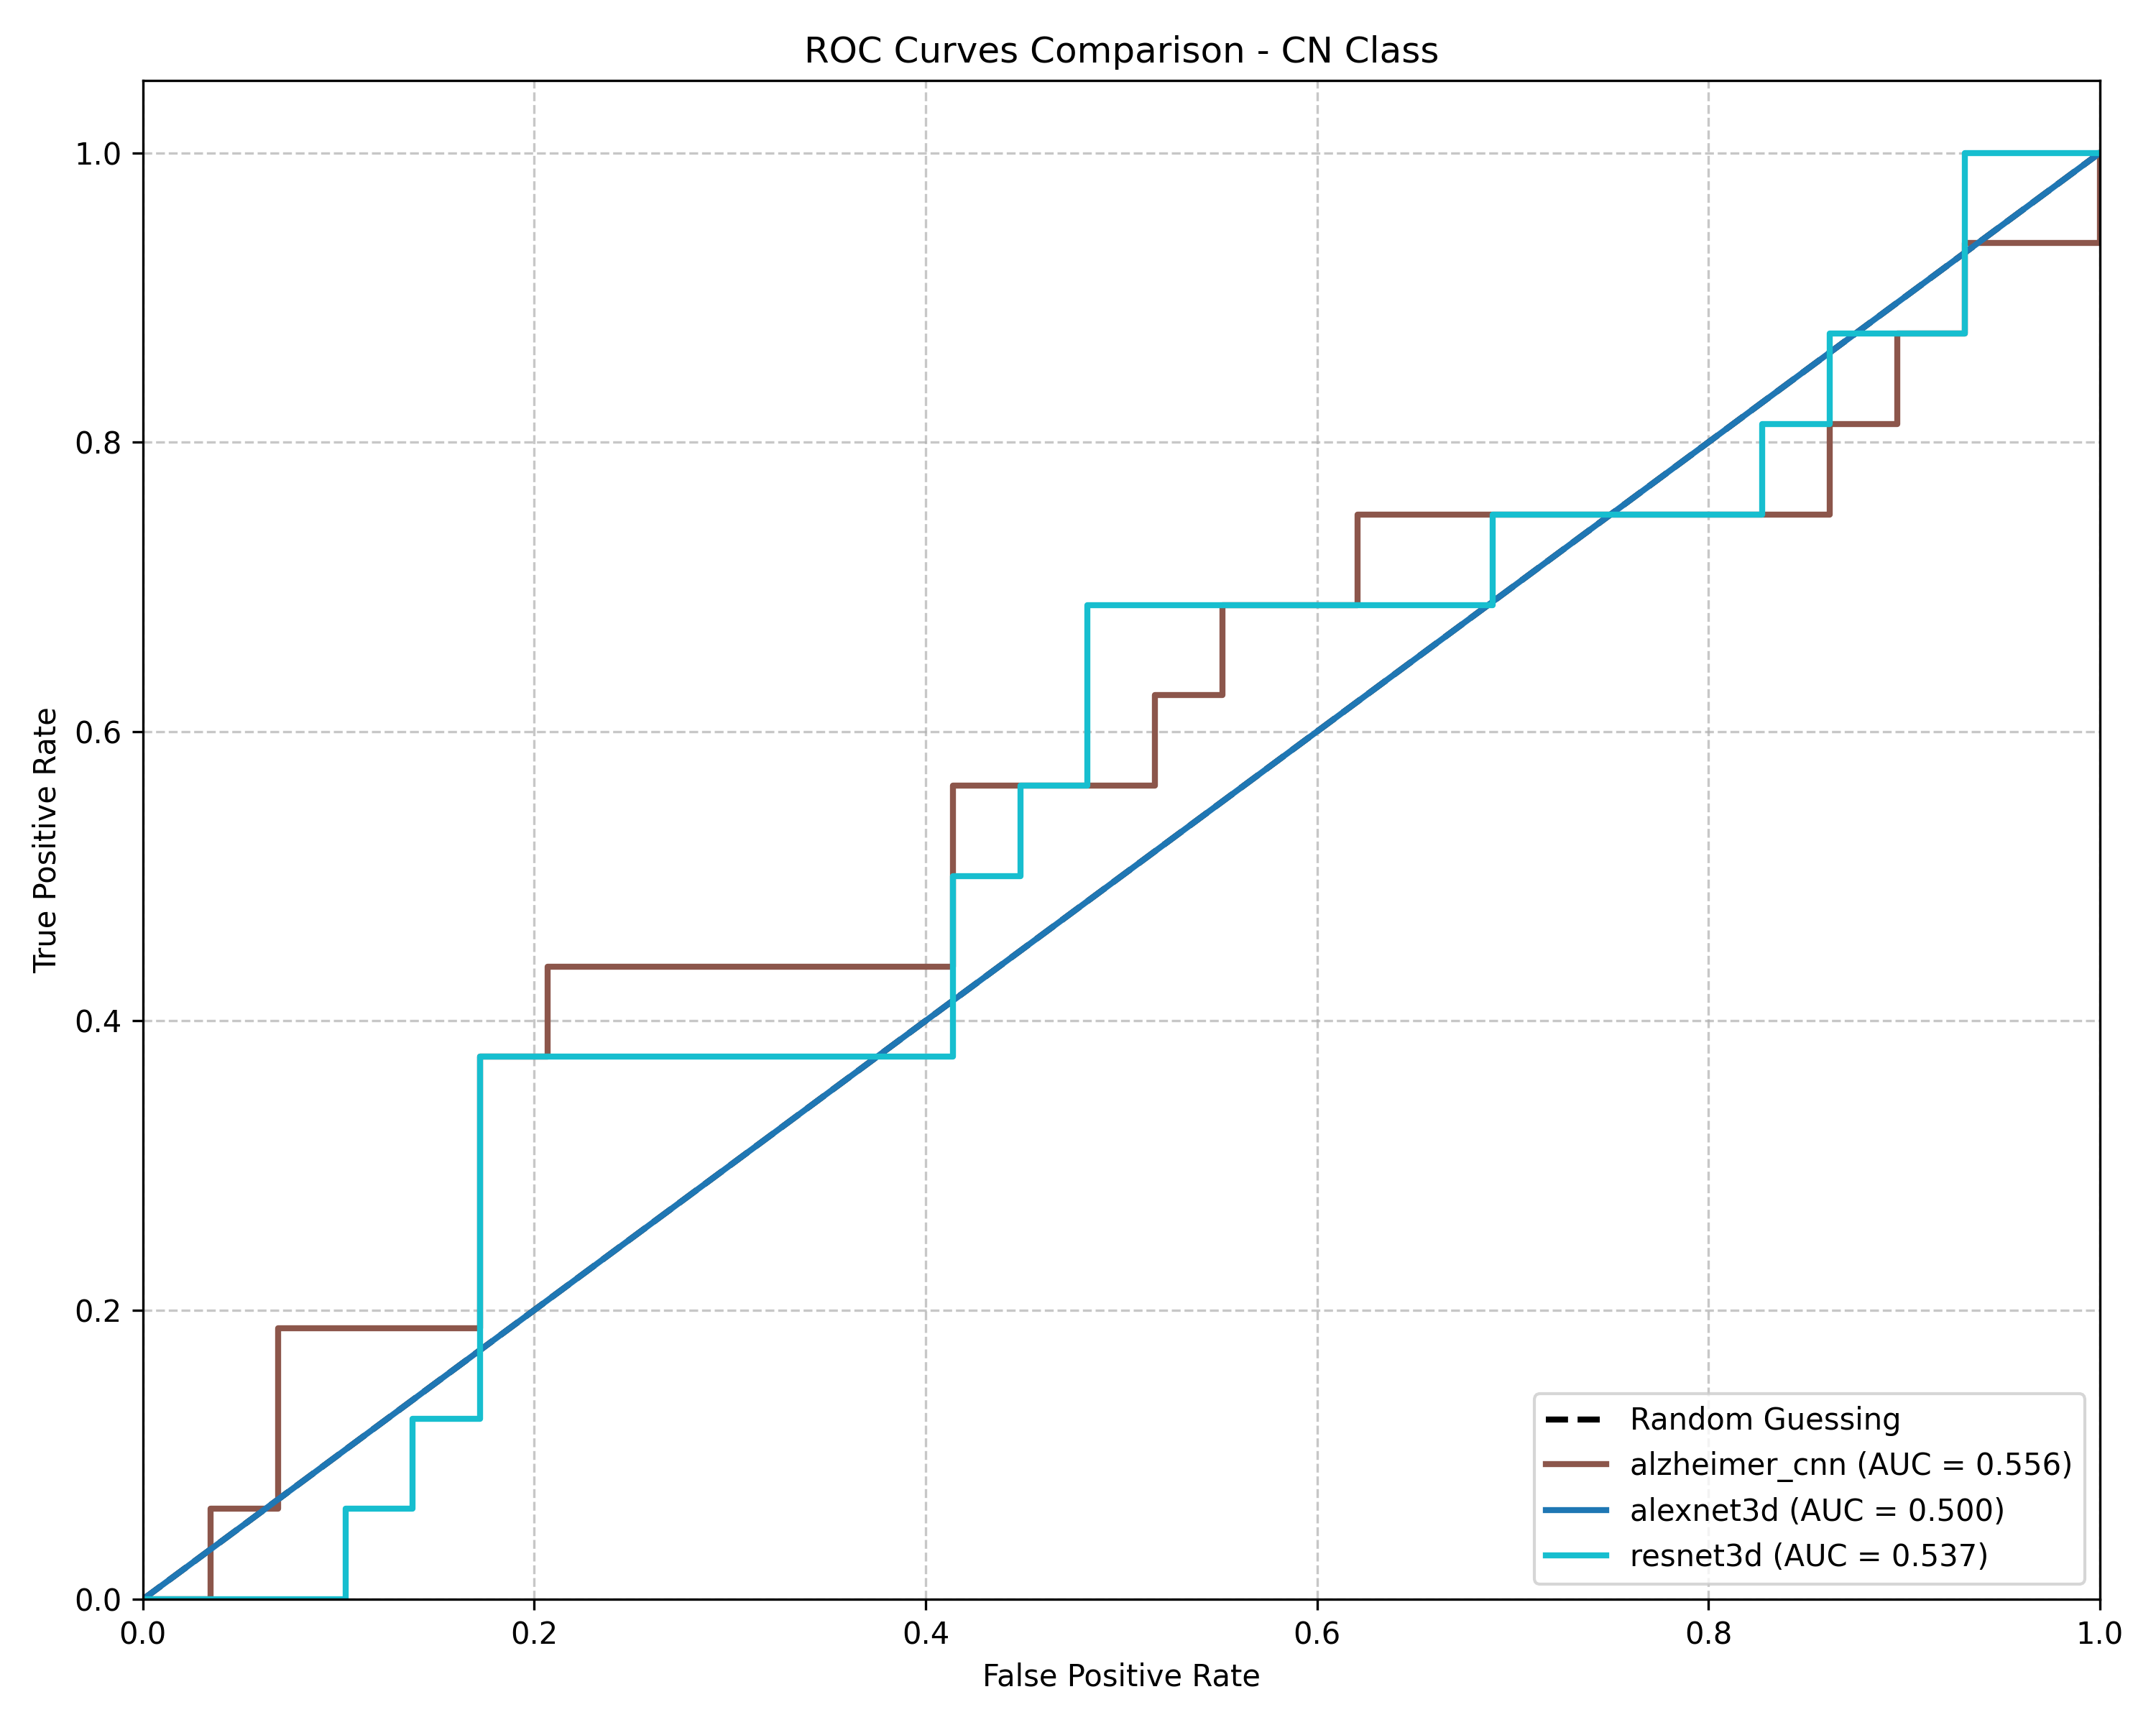 ROC Curves Comparison - CN Class
1.0
0.8
0.6
0.4
0.2
0.0
True Positive Rate
0.0 0.2 0.4 0.6 0.8 1.0
False Positive Rate
Random Guessing
alzheimer_cnn (AUC = 0.556)
alexnet3d (AUC = 0.500)
resnet3d (AUC = 0.537)